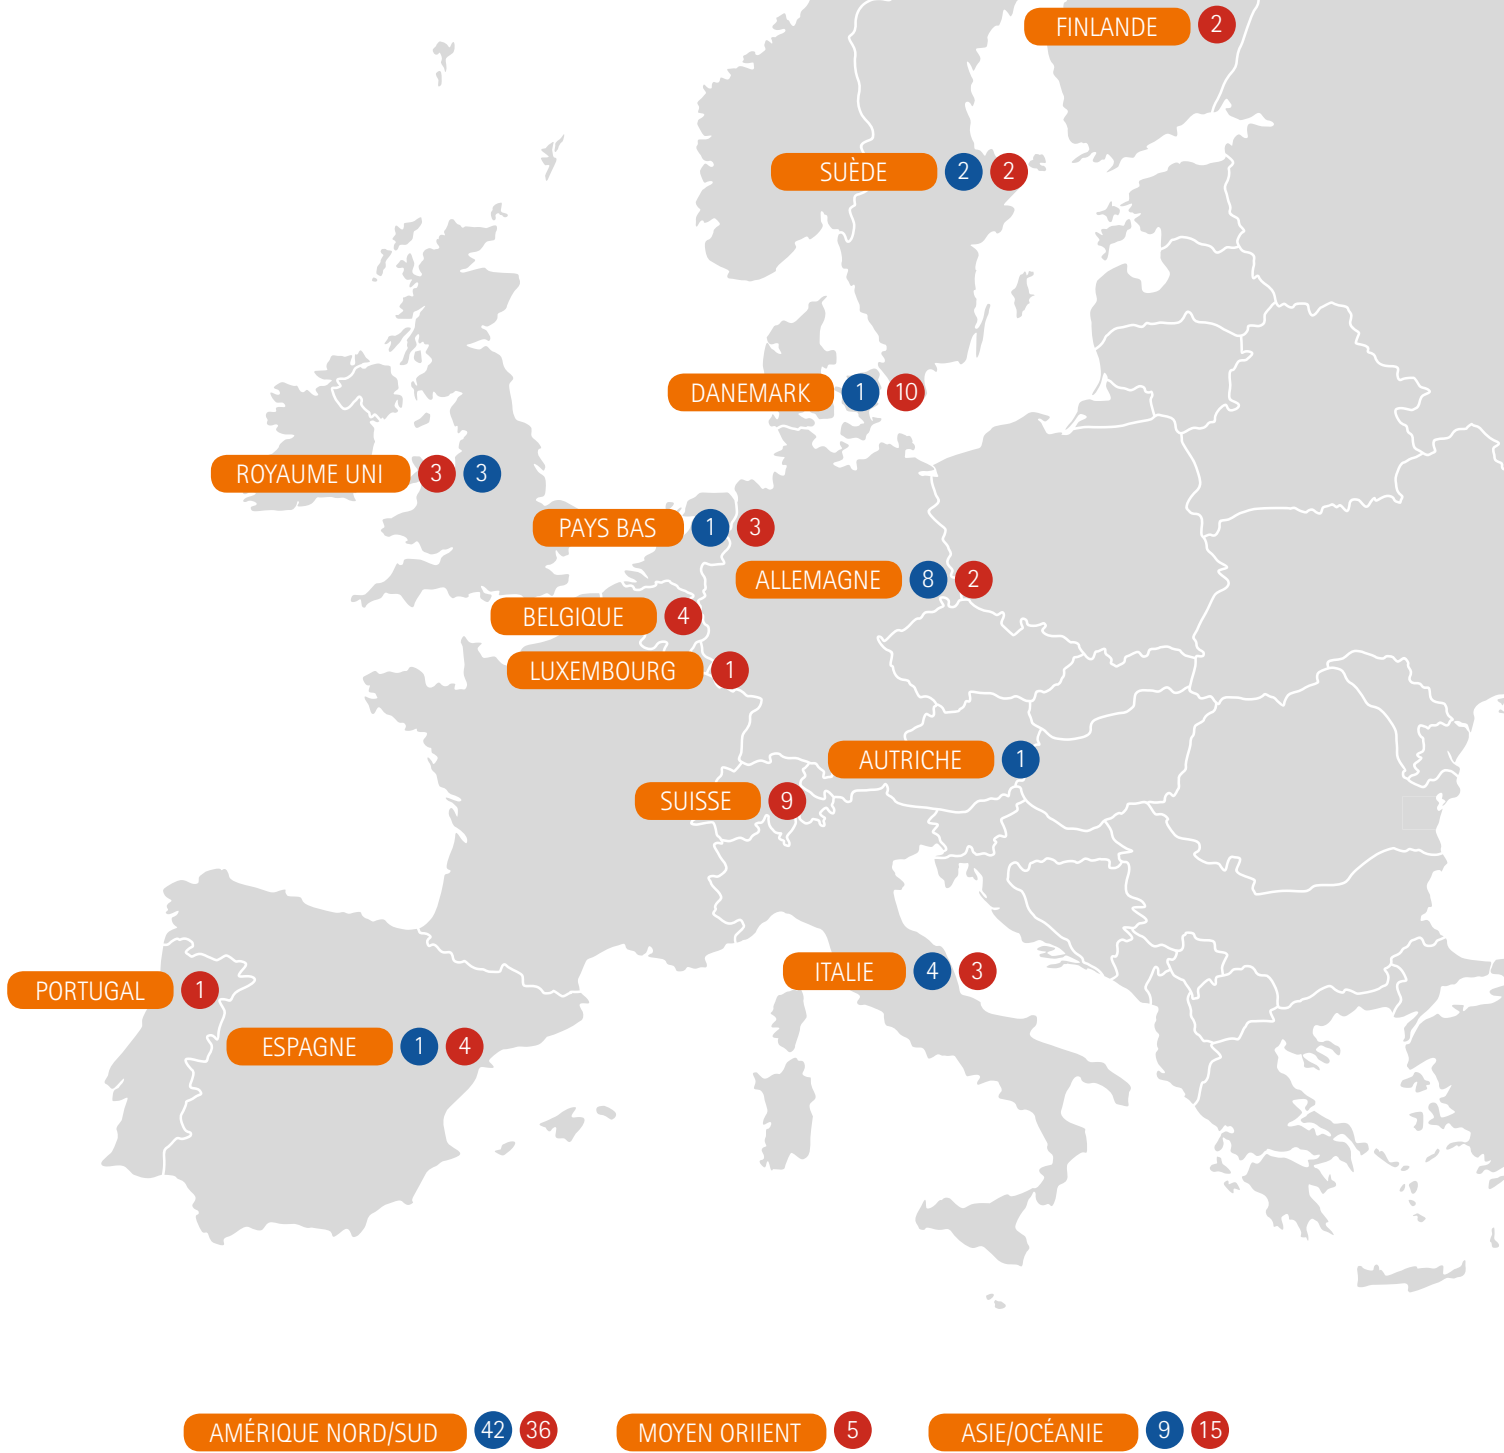 FINLANDE 2
SUÈDE 2 2
DANEMARK 1 10
ROYAUME UNI 3 3
PAYS BAS 1 3
ALLEMAGNE 8 2
BELGIQUE 4
LUXEMBOURG 1
AUTRICHE 1
SUISSE 9
ITALIE 4 3
PORTUGAL 1
ESPAGNE 1 4
AMÉRIQUE NORD/SUD 42 36
MOYEN ORIIENT 5
ASIE/OCÉANIE 9 15